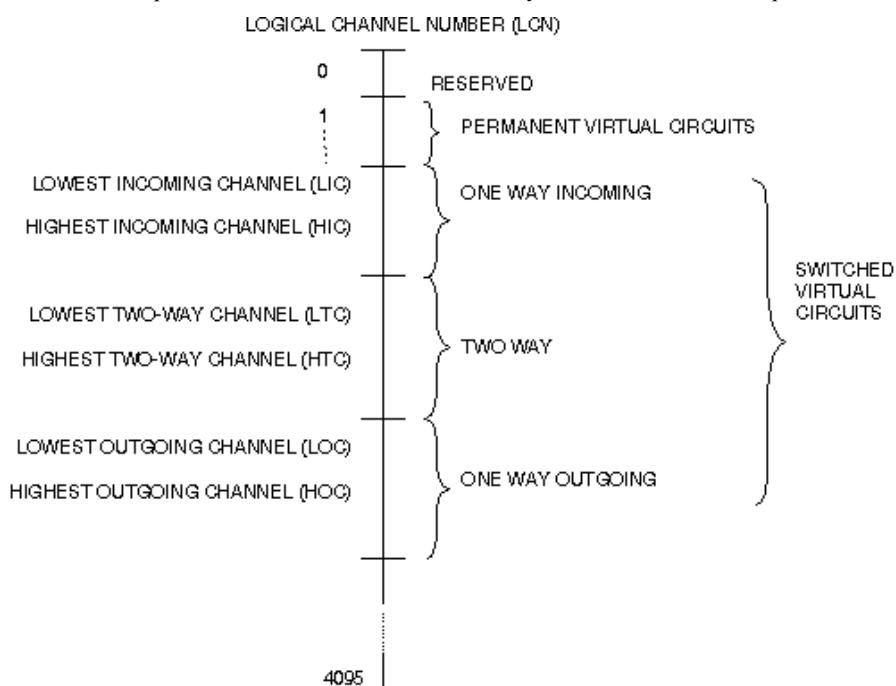 LOGICAL CHANNEL NUMBER (LCN)
0
RESERVED
1
PERMANENT VIRTUAL CIRCUITS
LOWEST INCOMING CHANNEL (LIC)
ONE WAY INCOMING
HIGHEST INCOMING CHANNEL (HIC)
SWITCHED
VIRTUAL
CIRCUITS
LOWEST TWO-WAY CHANNEL (LTC)
TWO WAY
HIGHEST TWO-WAY CHANNEL (HTC)
LOWEST OUTGOING CHANNEL (LOC)
ONE WAY OUTGOING
HIGHEST OUTGOING CHANNEL (HOC)
4095